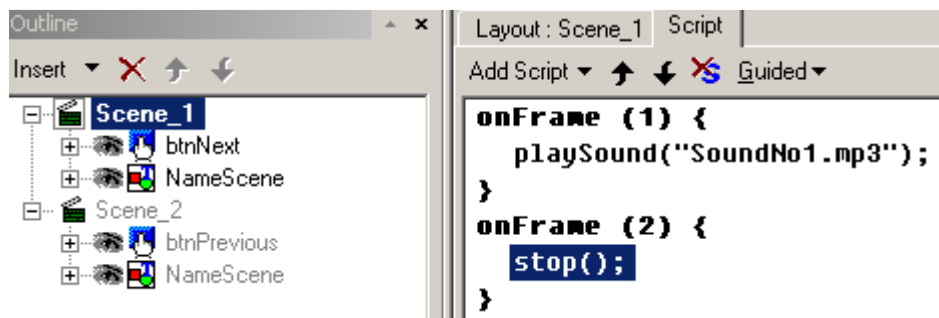 Outline
Insert
Scene_1
btnNext
NameScene
Scene_2
btnPrevious
NameScene
Layout : Scene_1 Script
Add Script Guided
onFrame (1) {
playSound("SoundNo1.mp3");
}
onFrame (2) {
stop();
}